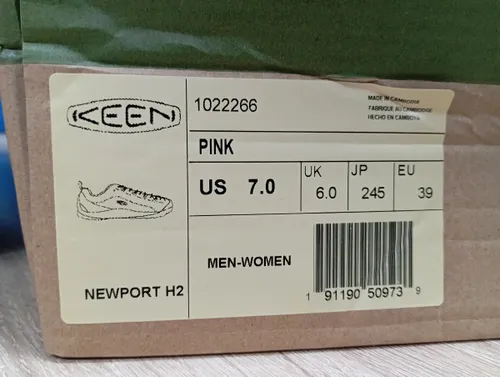 KEEN
1022266
MADE IN CAMBODIA
FABRIQUE AU CAMBODGE
HECHO EN CAMBOYA
PINK
US 7.0
UK
6.0
JP
245
EU
39
MEN-WOMEN
NEWPORT H2
1 91190 50973 9